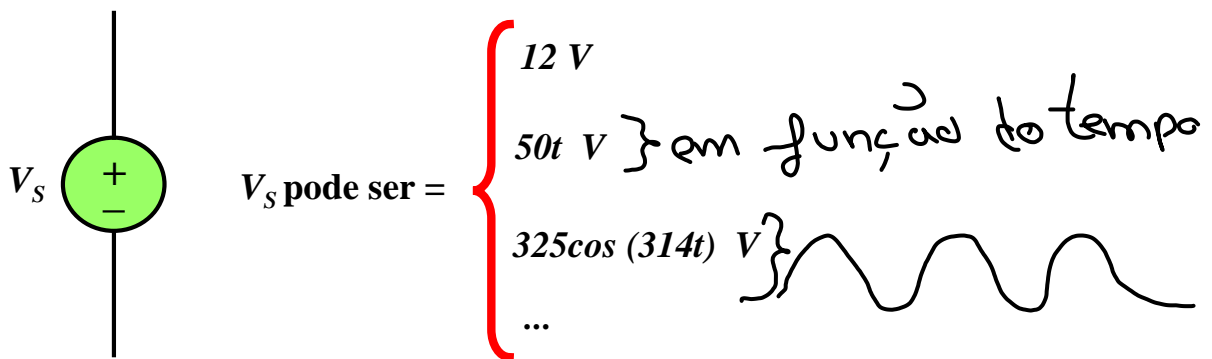 12 V
50t V } em função do tempo
V_S + − V_S pode ser =
325cos (314t) V
...